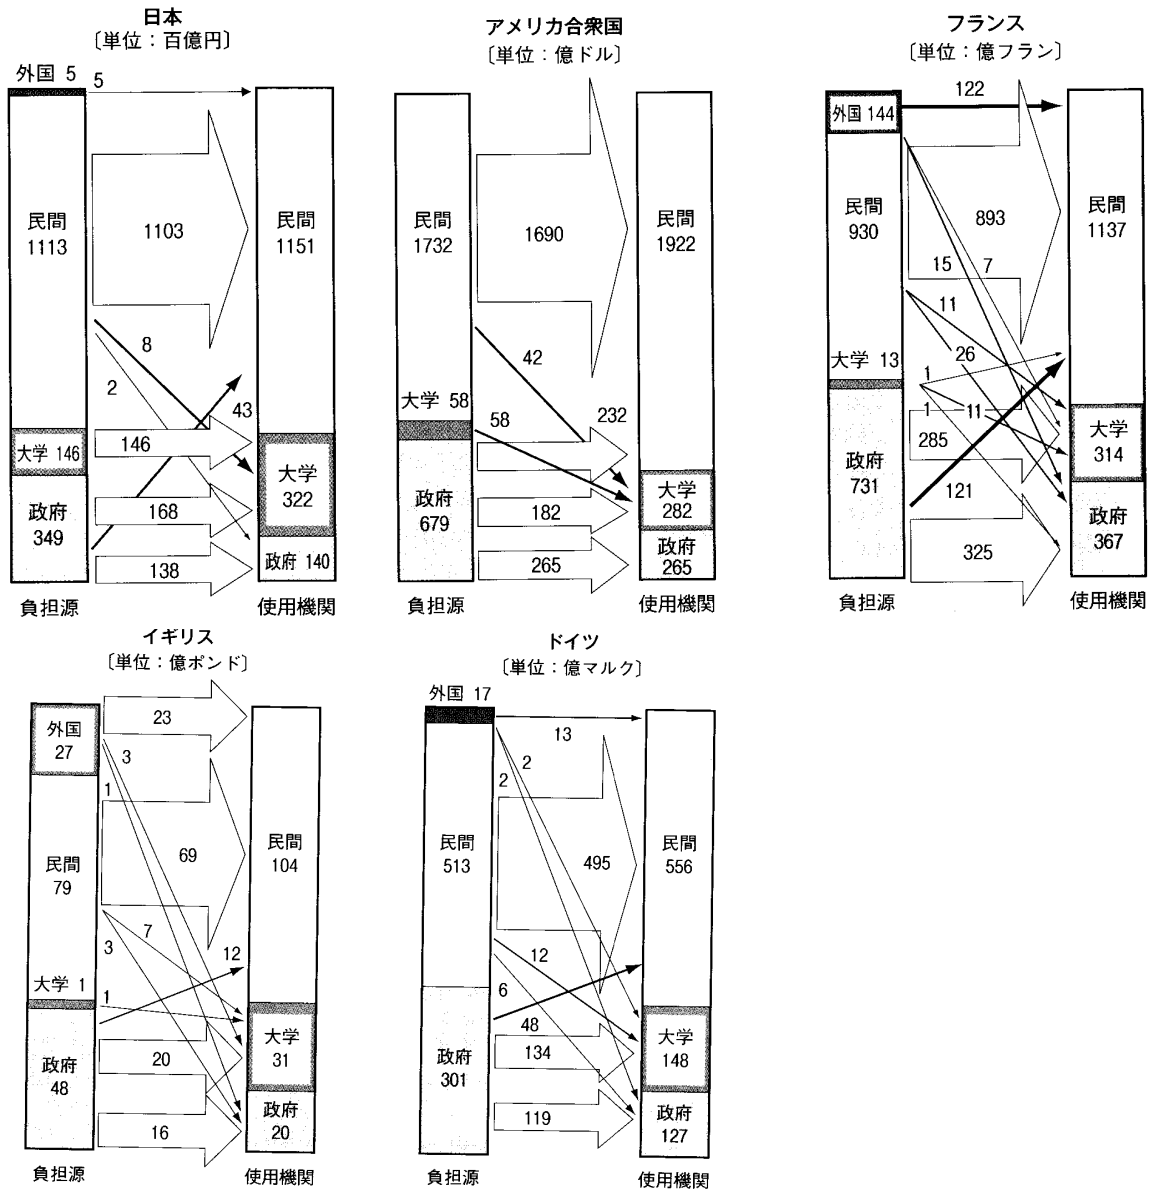 日本
〔単位：百億円〕
外国 5
5
民間
1113
1103
民間
1151
8
2
43
大学 146
146
大学
322
政府
349
168
138
政府 140
負担源
使用機関
アメリカ合衆国
〔単位：億ドル〕
民間
1732
1690
民間
1922
42
大学 58
58
232
政府
679
182
大学
282
265
政府
265
負担源
使用機関
フランス
〔単位：億フラン〕
外国 144
122
民間
930
893
民間
1137
15
7
11
26
大学 13
1
1
11
285
大学
314
政府
731
121
政府
367
325
負担源
使用機関
イギリス
〔単位：億ポンド〕
外国
27
23
3
1
民間
79
69
民間
104
7
3
12
大学 1
1
20
大学
31
政府
48
16
政府
20
負担源
使用機関
ドイツ
〔単位：億マルク〕
外国 17
13
2
2
民間
513
495
民間
556
12
6
48
134
大学
148
政府
301
119
政府
127
負担源
使用機関